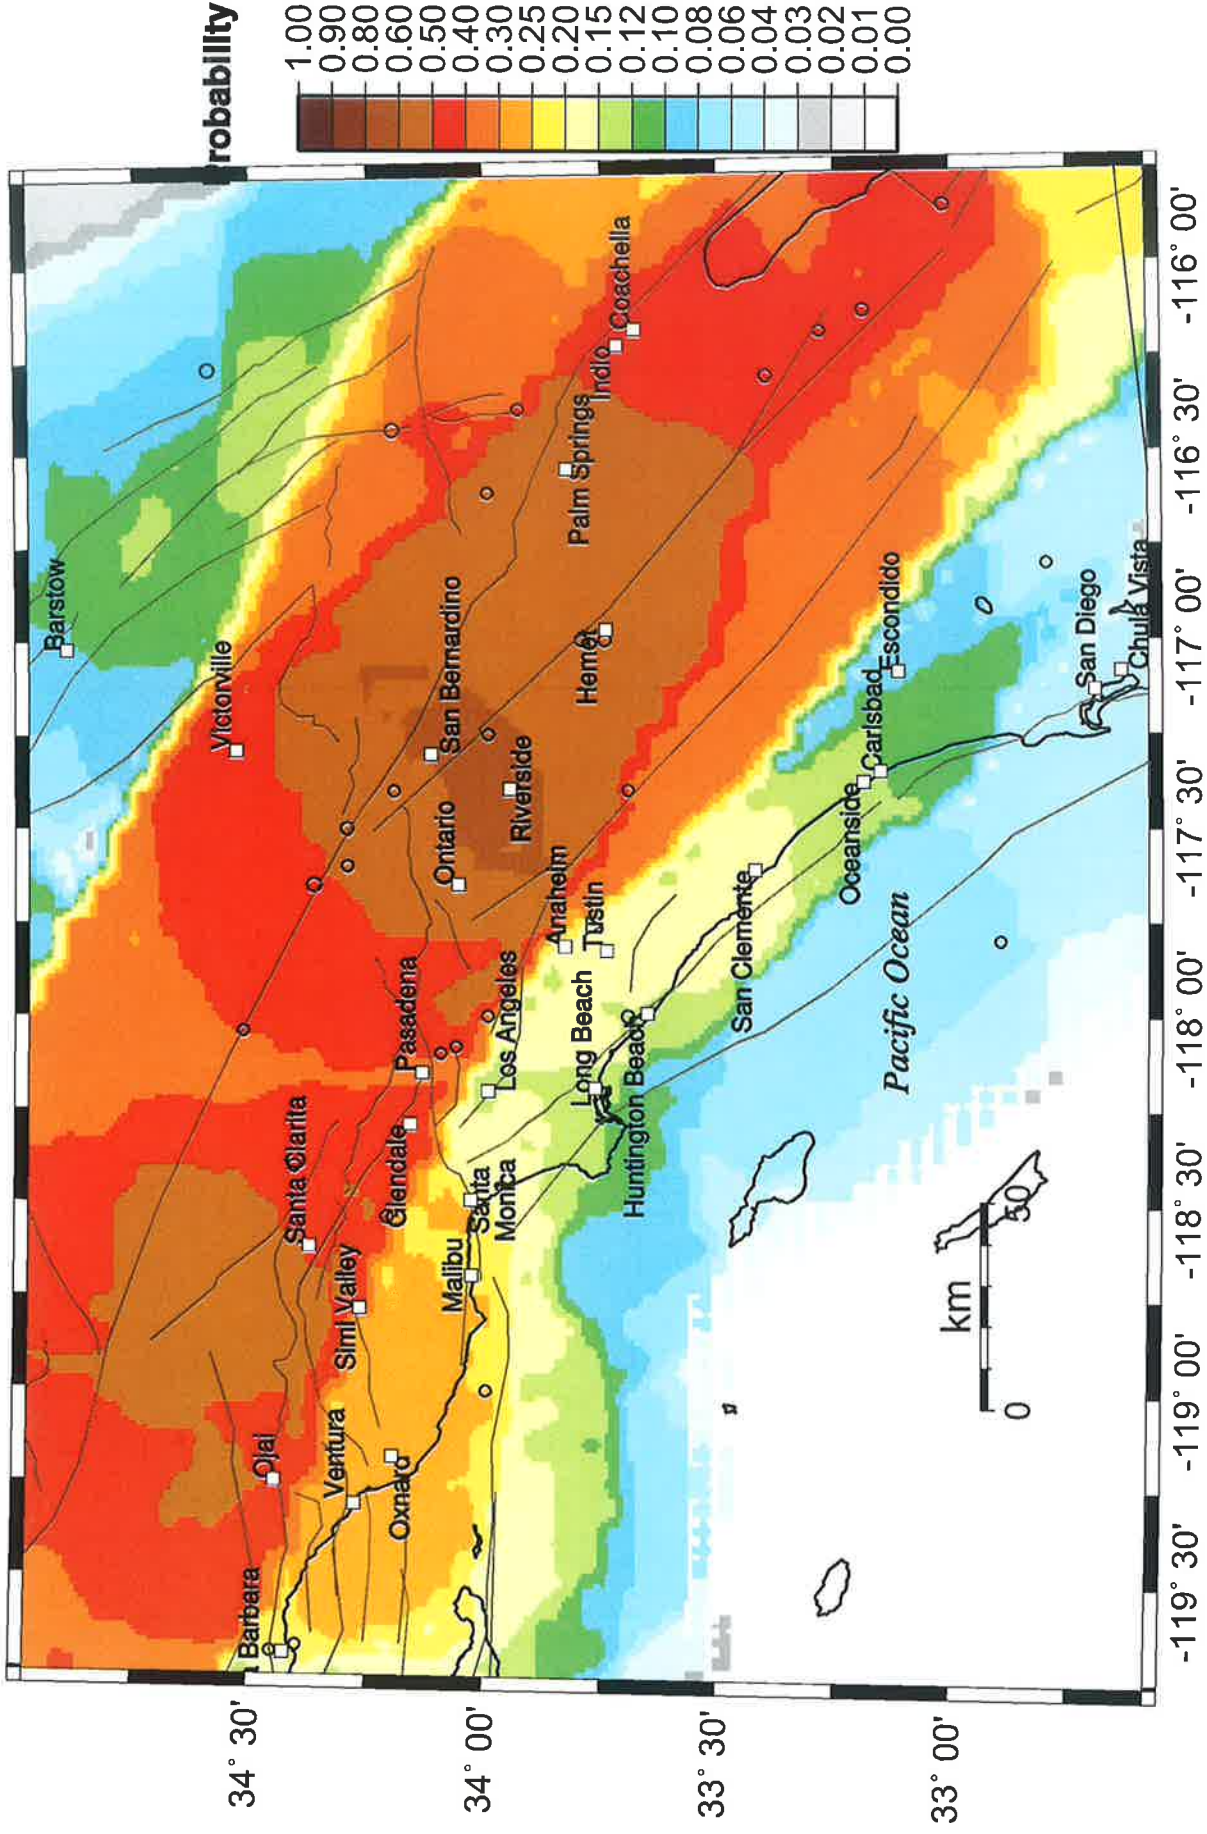 robability
1.00
0.90
0.80
0.60
0.50
0.40
0.30
0.25
0.20
0.15
0.12
0.10
0.08
0.06
0.04
0.03
0.02
0.01
0.00
Barstow
Victorville
San Bernardino
Ontario
Riverside
Hemet
Palm Springs
Indio
Coachella
Anaheim
Tustin
Pasadena
Los Angeles
Long Beach
Huntington Beach
San Clemente
Oceanside
Carlsbad
Escondido
San Diego
Chula Vista
Pacific Ocean
Santa Clarita
Glendale
Santa
Monica
Malibu
Simi Valley
Ojai
Ventura
Oxnard
Barbara
km
0
50
34° 30'
34° 00'
33° 30'
33° 00'
-119° 30'
-119° 00'
-118° 30'
-118° 00'
-117° 30'
-117° 00'
-116° 30'
-116° 00'